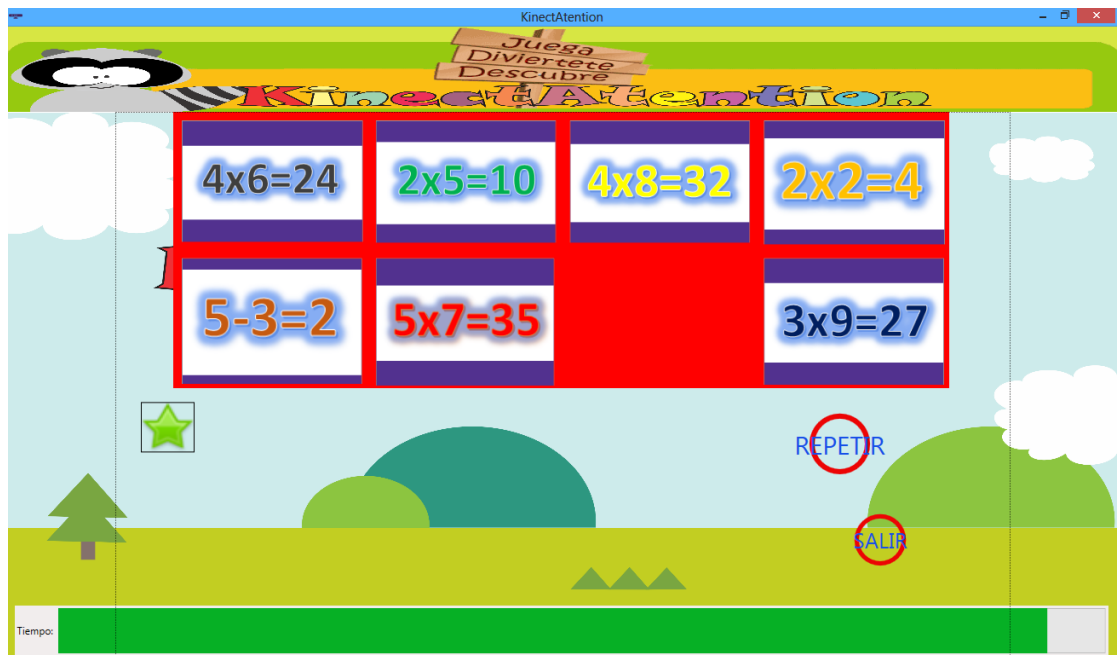 KinectAtention
Juega
Diviertete
Descubre
KinectAtention
4x6=24
2x5=10
4x8=32
2x2=4
5-3=2
5x7=35
3x9=27
REPETIR
SALIR
Tiempo: